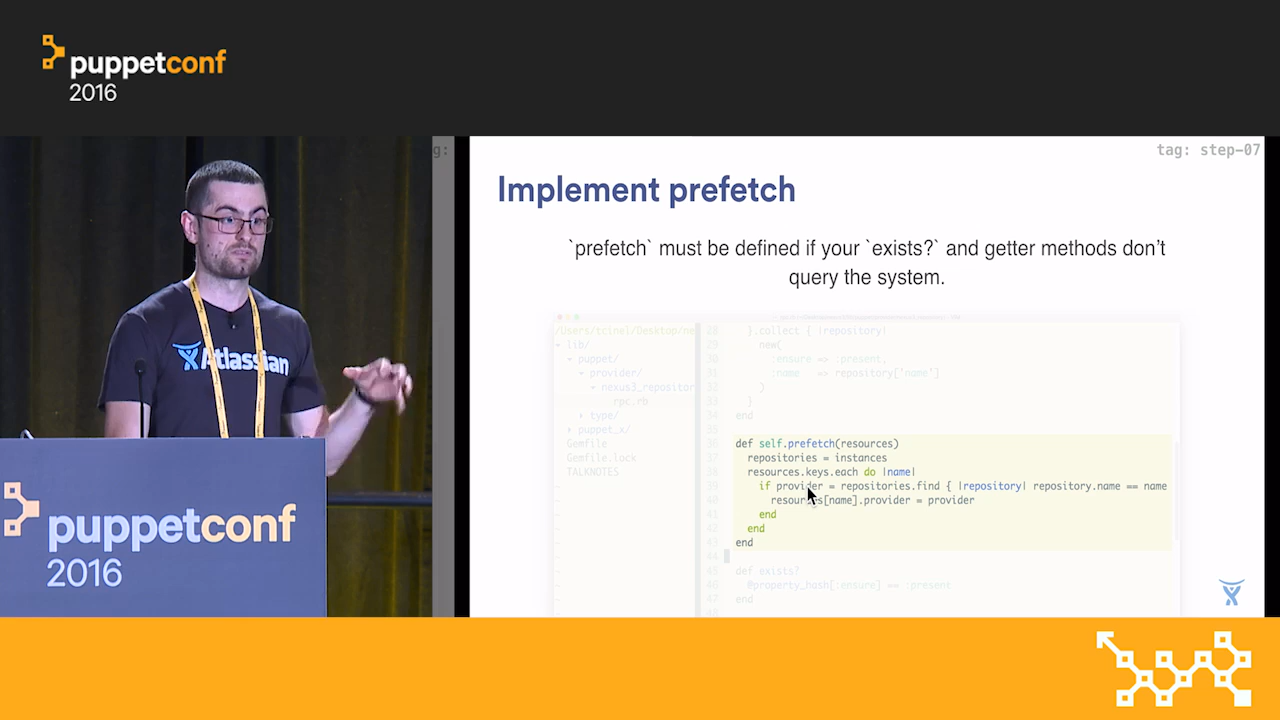 puppetconf
2016
g:
tag: step-07
Implement prefetch
`prefetch` must be defined if your `exists?` and getter methods don't
query the system.
/Users/tcinel/Desktop/ne
lib/
puppet/
provider/
nexus3_repositor
rpc.rb
type/
puppet_x/
Gemfile
Gemfile.lock
TALKNOTES
28 }.collect { |repository|
29 new(
30 :ensure => :present,
31 :name => repository['name']
32 )
33 }
34 end
35
36 def self.prefetch(resources)
37 repositories = instances
38 resources.keys.each do |name|
39 if provider = repositories.find { |repository| repository.name == name
40 resources[name].provider = provider
41 end
42 end
43 end
44
45 def exists?
46 @property_hash[:ensure] == :present
47 end
48
Atlassian
puppetconf
2016